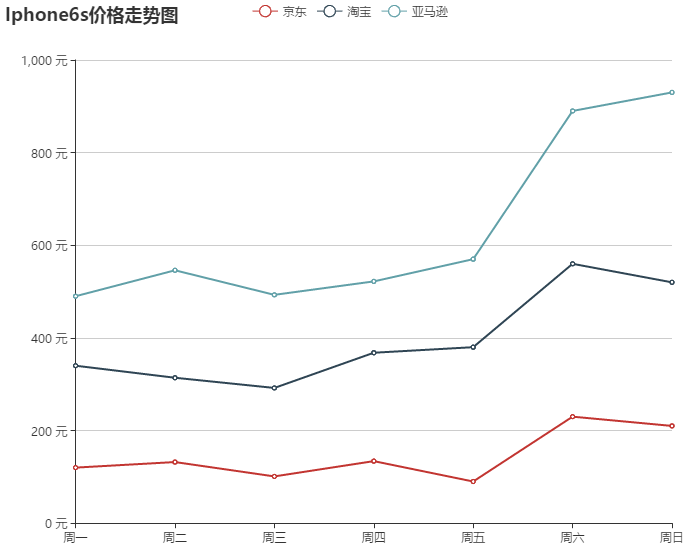 Iphone6s价格走势图
京东 淘宝 亚马逊
1,000 元
800 元
600 元
400 元
200 元
0 元
周一 周二 周三 周四 周五 周六 周日